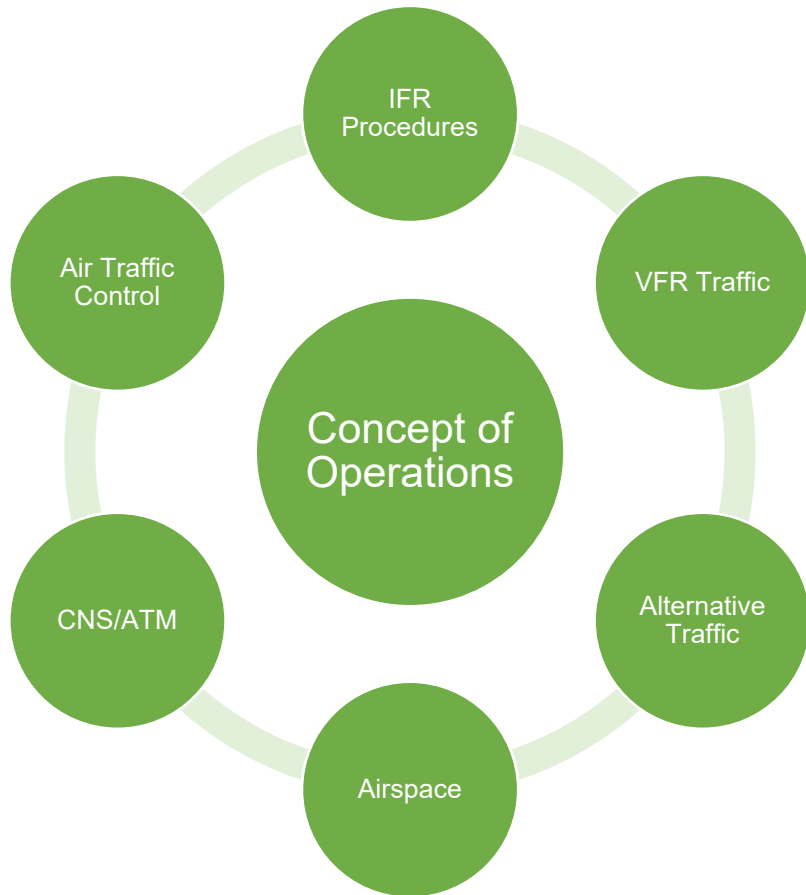 IFR
Procedures
Air Traffic
Control
VFR Traffic
Concept of
Operations
CNS/ATM
Alternative
Traffic
Airspace